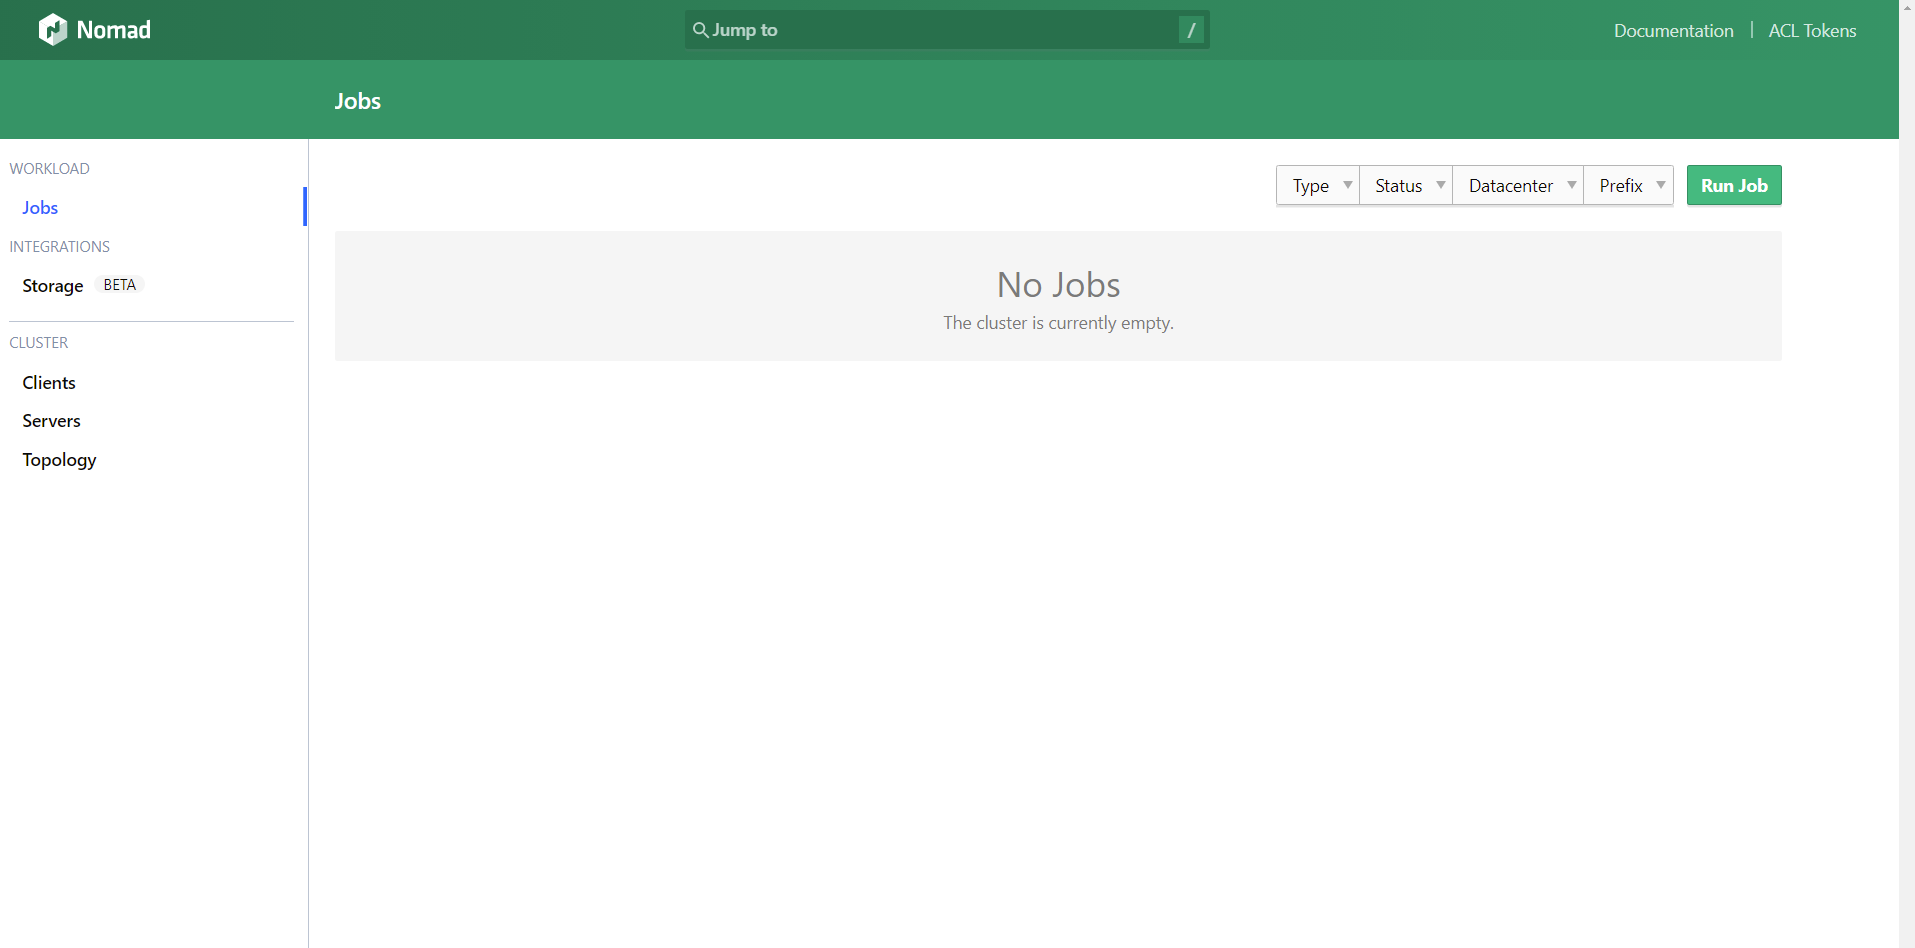 Nomad
Jump to /
Documentation | ACL Tokens
Jobs
WORKLOAD
Jobs
INTEGRATIONS
Storage BETA
CLUSTER
Clients
Servers
Topology
Type Status Datacenter Prefix Run Job
No Jobs
The cluster is currently empty.